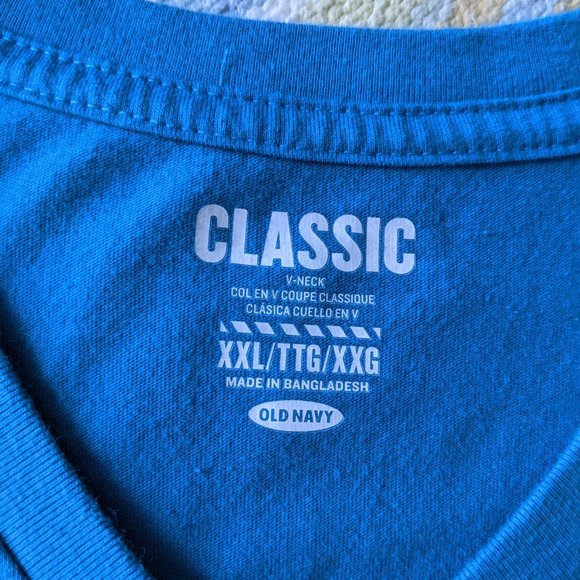 CLASSIC
V-NECK
COL EN V COUPE CLASSIQUE
CLÁSICA CUELLO EN V
XXL/TTG/XXG
MADE IN BANGLADESH
OLD NAVY